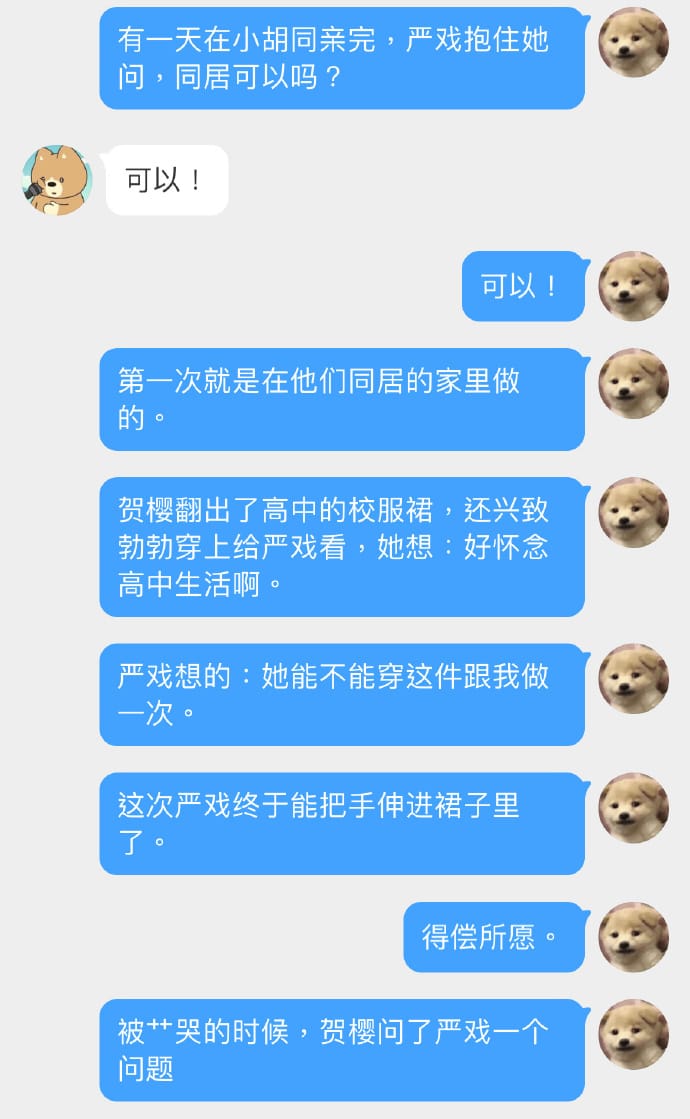 有一天在小胡同亲完，严戏抱住她
问，同居可以吗？
可以！
可以！
第一次就是在他们同居的家里做
的。
贺樱翻出了高中的校服裙，还兴致
勃勃穿上给严戏看，她想：好怀念
高中生活啊。
严戏想的：她能不能穿这件跟我做
一次。
这次严戏终于能把手伸进裙子里
了。
得偿所愿。
被艹哭的时候，贺樱问了严戏一个
问题